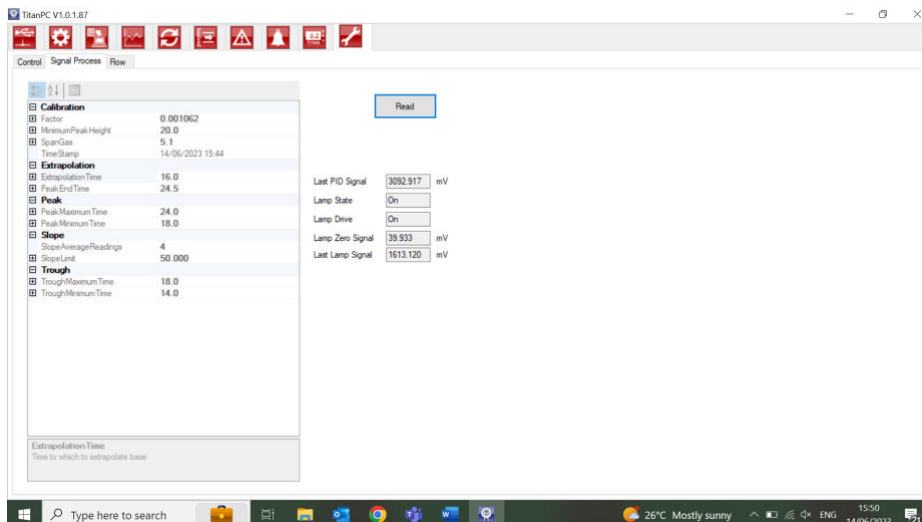 TitanPC V1.0.1.87
Control Signal Process Flow
Calibration
Factor 0.001062
MinimumPeakHeight 20.0
SpanGas 5.1
TimeStamp 14/06/2023 15:44
Extrapolation
ExtrapolationTime 16.0
PeakEndTime 24.5
Peak
PeakMaximumTime 24.0
PeakMinimumTime 18.0
Slope
SlopeAverageReadings 4
SlopeLimit 50.000
Trough
TroughMaximumTime 18.0
TroughMinimumTime 14.0
ExtrapolationTime
Time to which to extrapolate base
Read
Last PID Signal 3092.917 mV
Lamp State On
Lamp Drive On
Lamp Zero Signal 39.933 mV
Last Lamp Signal 1613.120 mV
Type here to search
26°C Mostly sunny
ENG
15:50
14/06/2023